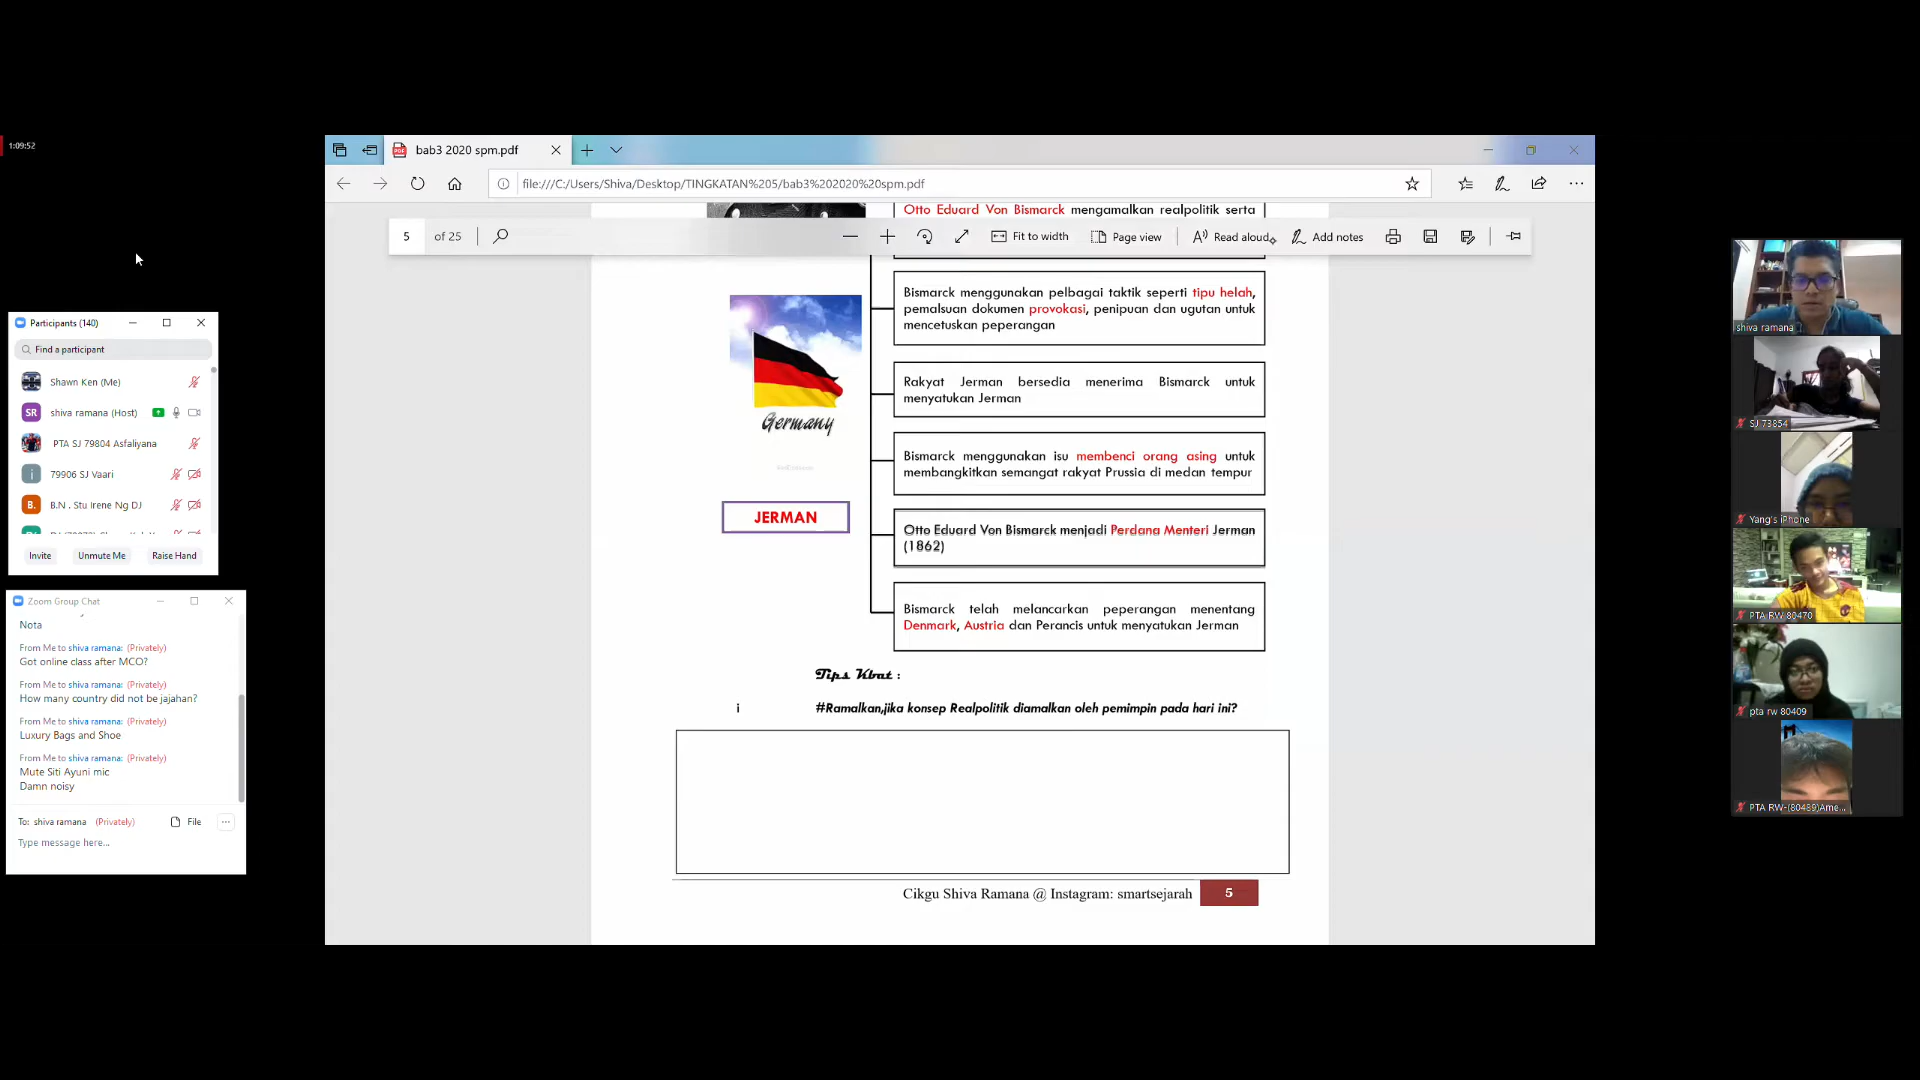 1:09:52
bab3 2020 spm.pdf
file:///C:/Users/Shiva/Desktop/TINGKATAN%205/bab3%202020%20spm.pdf
5 of 25
Fit to width
Page view
Read aloud
Add notes
Otto Eduard Von Bismarck mengamalkan realpolitik serta
Bismarck menggunakan pelbagai taktik seperti tipu helah,
pemalsuan dokumen provokasi, penipuan dan ugutan untuk
mencetuskan peperangan
Rakyat Jerman bersedia menerima Bismarck untuk
menyatukan Jerman
Germany
Bismarck menggunakan isu membenci orang asing untuk
membangkitkan semangat rakyat Prussia di medan tempur
JERMAN
Otto Eduard Von Bismarck menjadi Perdana Menteri Jerman
(1862)
Bismarck telah melancarkan peperangan menentang
Denmark, Austria dan Perancis untuk menyatukan Jerman
Tips Kbat :
i #Ramalkan,jika konsep Realpolitik diamalkan oleh pemimpin pada hari ini?
Cikgu Shiva Ramana @ Instagram: smartsejarah 5
Participants (140)
Find a participant
Shawn Ken (Me)
SR shiva ramana (Host)
PTA SJ 79804 Asfaliyana
i 79906 SJ Vaari
B. B.N . Stu Irene Ng DJ
Invite
Unmute Me
Raise Hand
Zoom Group Chat
Nota
From Me to shiva ramana: (Privately)
Got online class after MCO?
From Me to shiva ramana: (Privately)
How many country did not be jajahan?
From Me to shiva ramana: (Privately)
Luxury Bags and Shoe
From Me to shiva ramana: (Privately)
Mute Siti Ayuni mic
Damn noisy
To: shiva ramana (Privately)
File
Type message here...
shiva ramana
SJ 73854
Yang's iPhone
PTA RW 80470
pta rw 80409
PTA RW-(80489)Ame...